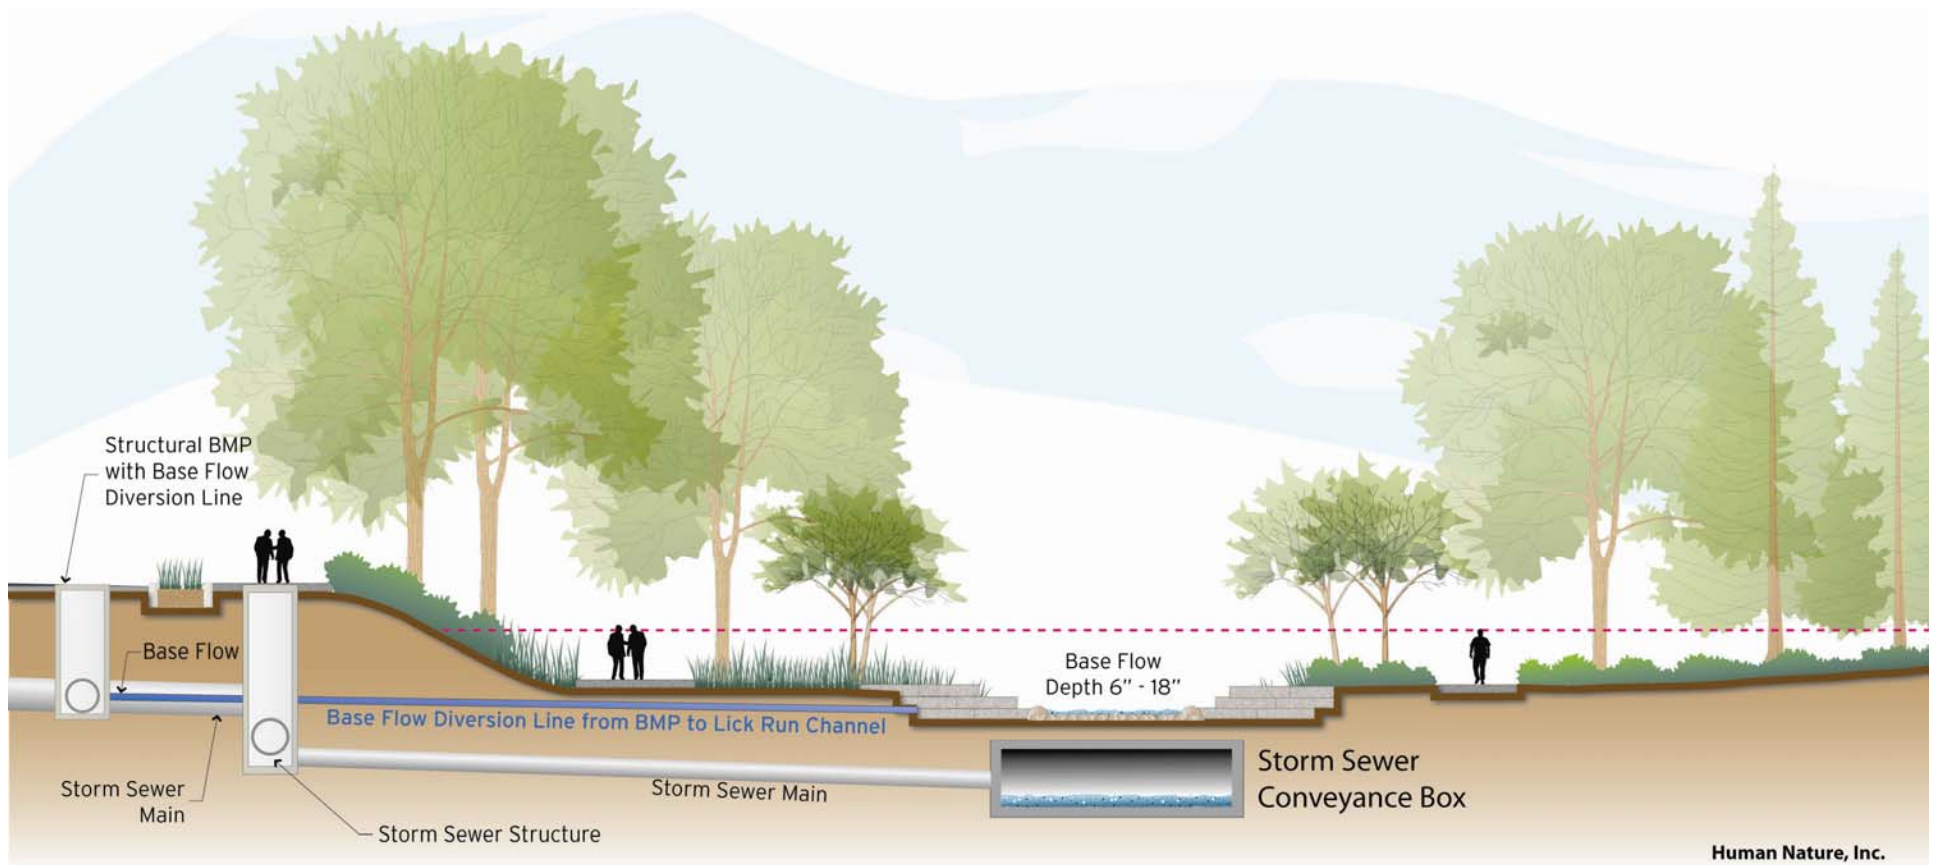 Structural BMP
with Base Flow
Diversion Line
Base Flow
Base Flow
Depth 6” - 18”
Base Flow Diversion Line from BMP to Lick Run Channel
Storm Sewer
Main
Storm Sewer Main
Storm Sewer
Conveyance Box
Storm Sewer Structure
Human Nature, Inc.